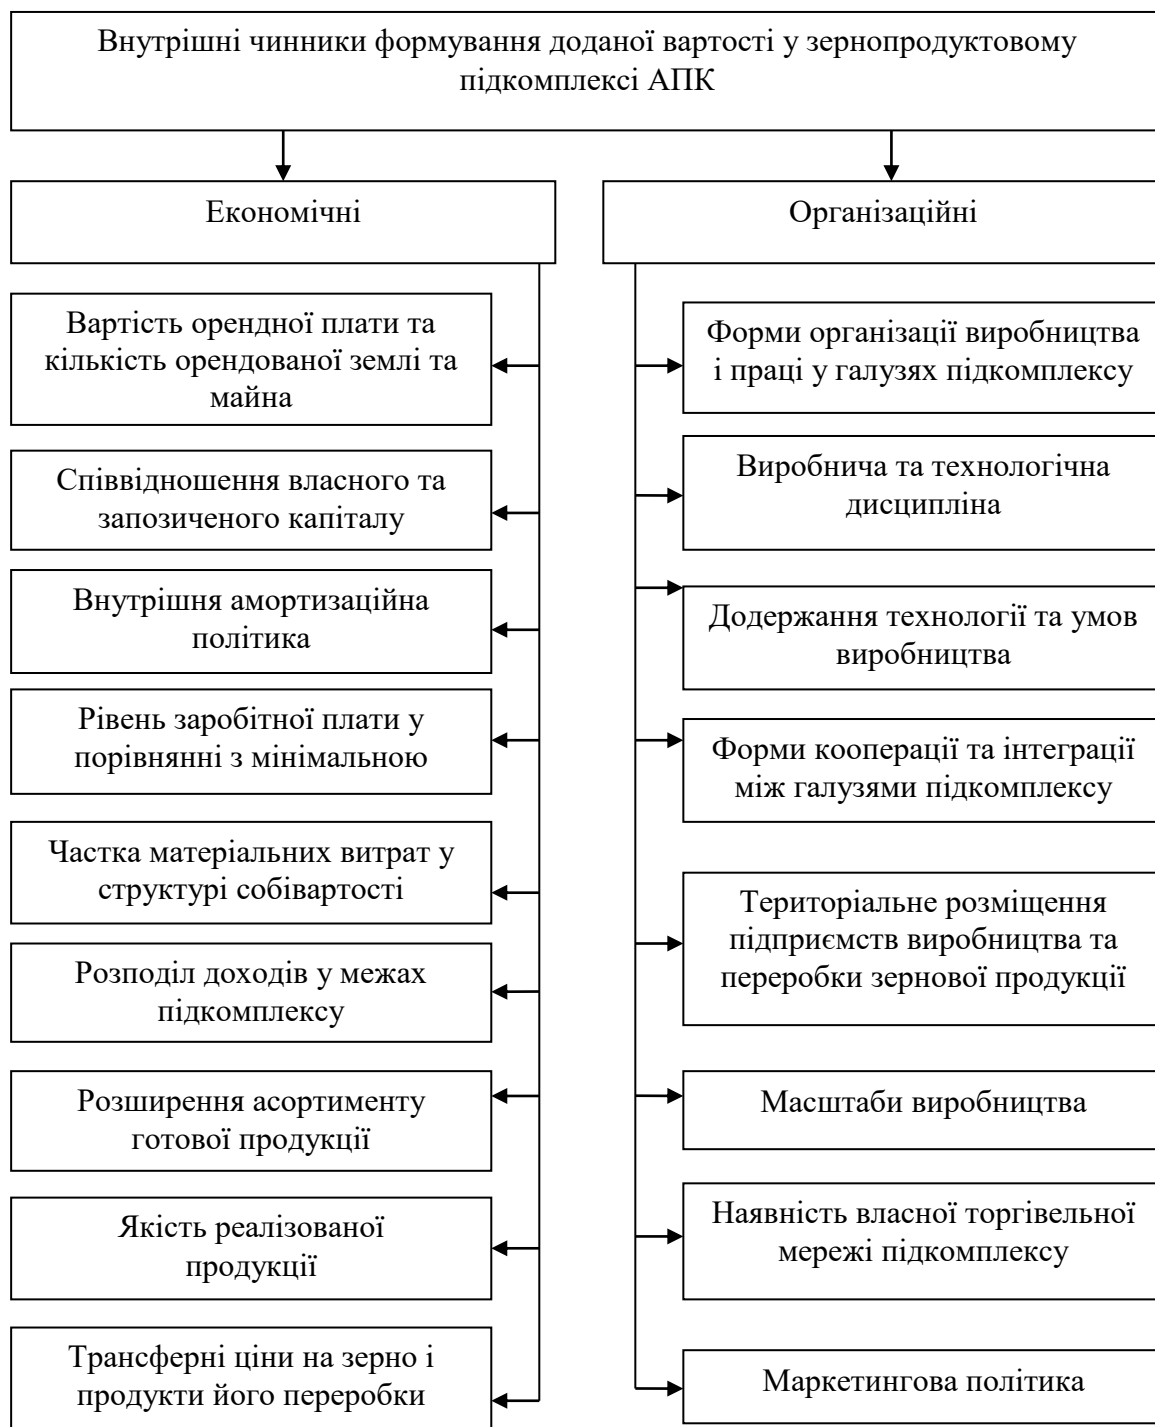 Внутрішні чинники формування доданої вартості у зернопродуктовому
підкомплексі АПК
Економічні
Організаційні
Вартість орендної плати та
кількість орендованої землі та
майна
Співвідношення власного та
запозиченого капіталу
Внутрішня амортизаційна
політика
Рівень заробітної плати у
порівнянні з мінімальною
Частка матеріальних витрат у
структурі собівартості
Розподіл доходів у межах
підкомплексу
Розширення асортименту
готової продукції
Якість реалізованої
продукції
Трансферні ціни на зерно і
продукти його переробки
Форми організації виробництва
і праці у галузях підкомплексу
Виробнича та технологічна
дисципліна
Додержання технології та умов
виробництва
Форми кооперації та інтеграції
між галузями підкомплексу
Територіальне розміщення
підприємств виробництва та
переробки зернової продукції
Масштаби виробництва
Наявність власної торгівельної
мережі підкомплексу
Маркетингова політика